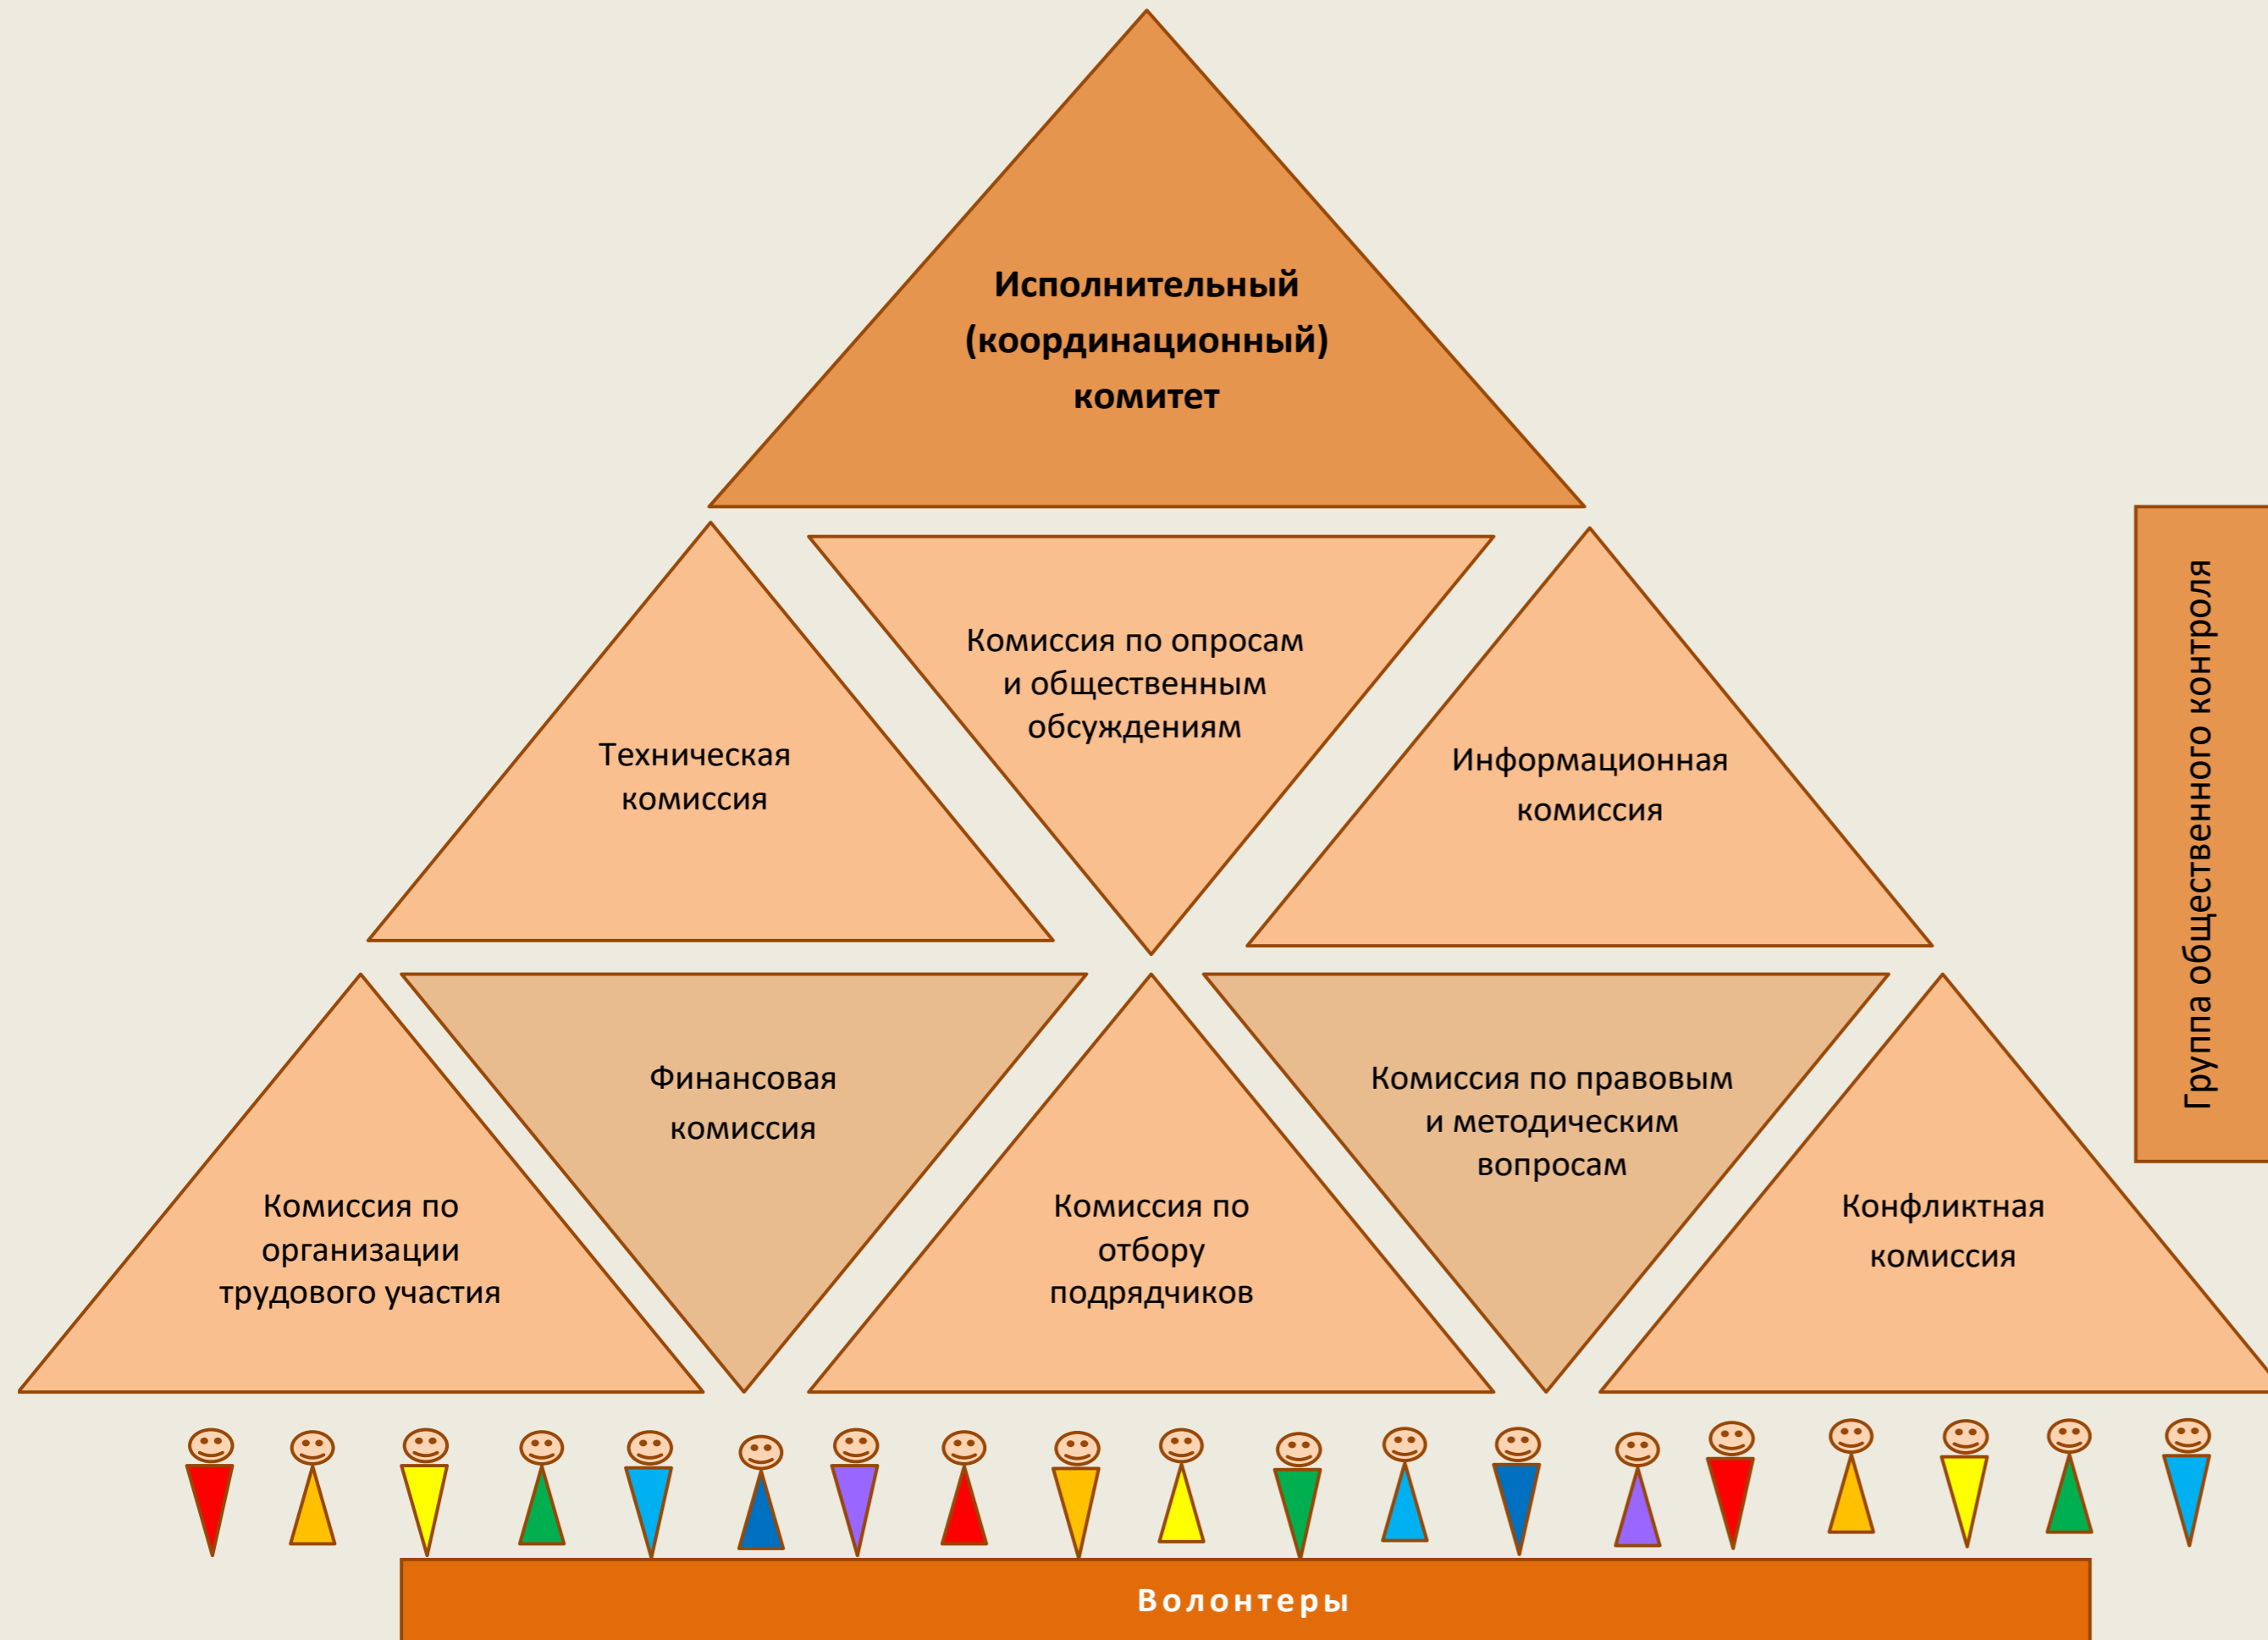 Исполнительный
(координационный)
комитет
Комиссия по опросам
и общественным
обсуждениям
Техническая
комиссия
Информационная
комиссия
Группа общественного контроля
Финансовая
комиссия
Комиссия по правовым
и методическим
вопросам
Комиссия по
организации
трудового участия
Комиссия по
отбору
подрядчиков
Конфликтная
комиссия
Волонтеры